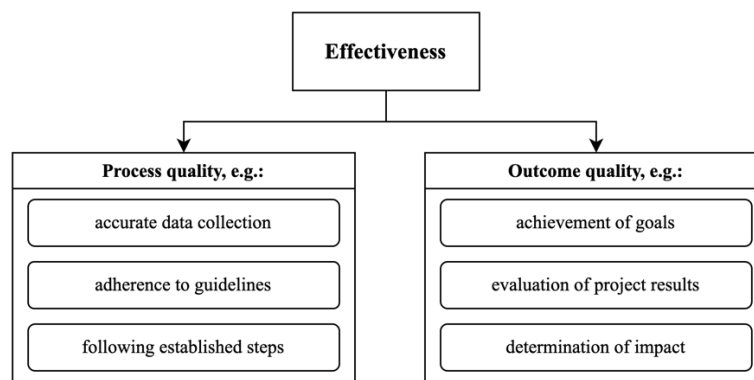 Effectiveness
Process quality, e.g.:
accurate data collection
adherence to guidelines
following established steps
Outcome quality, e.g.:
achievement of goals
evaluation of project results
determination of impact